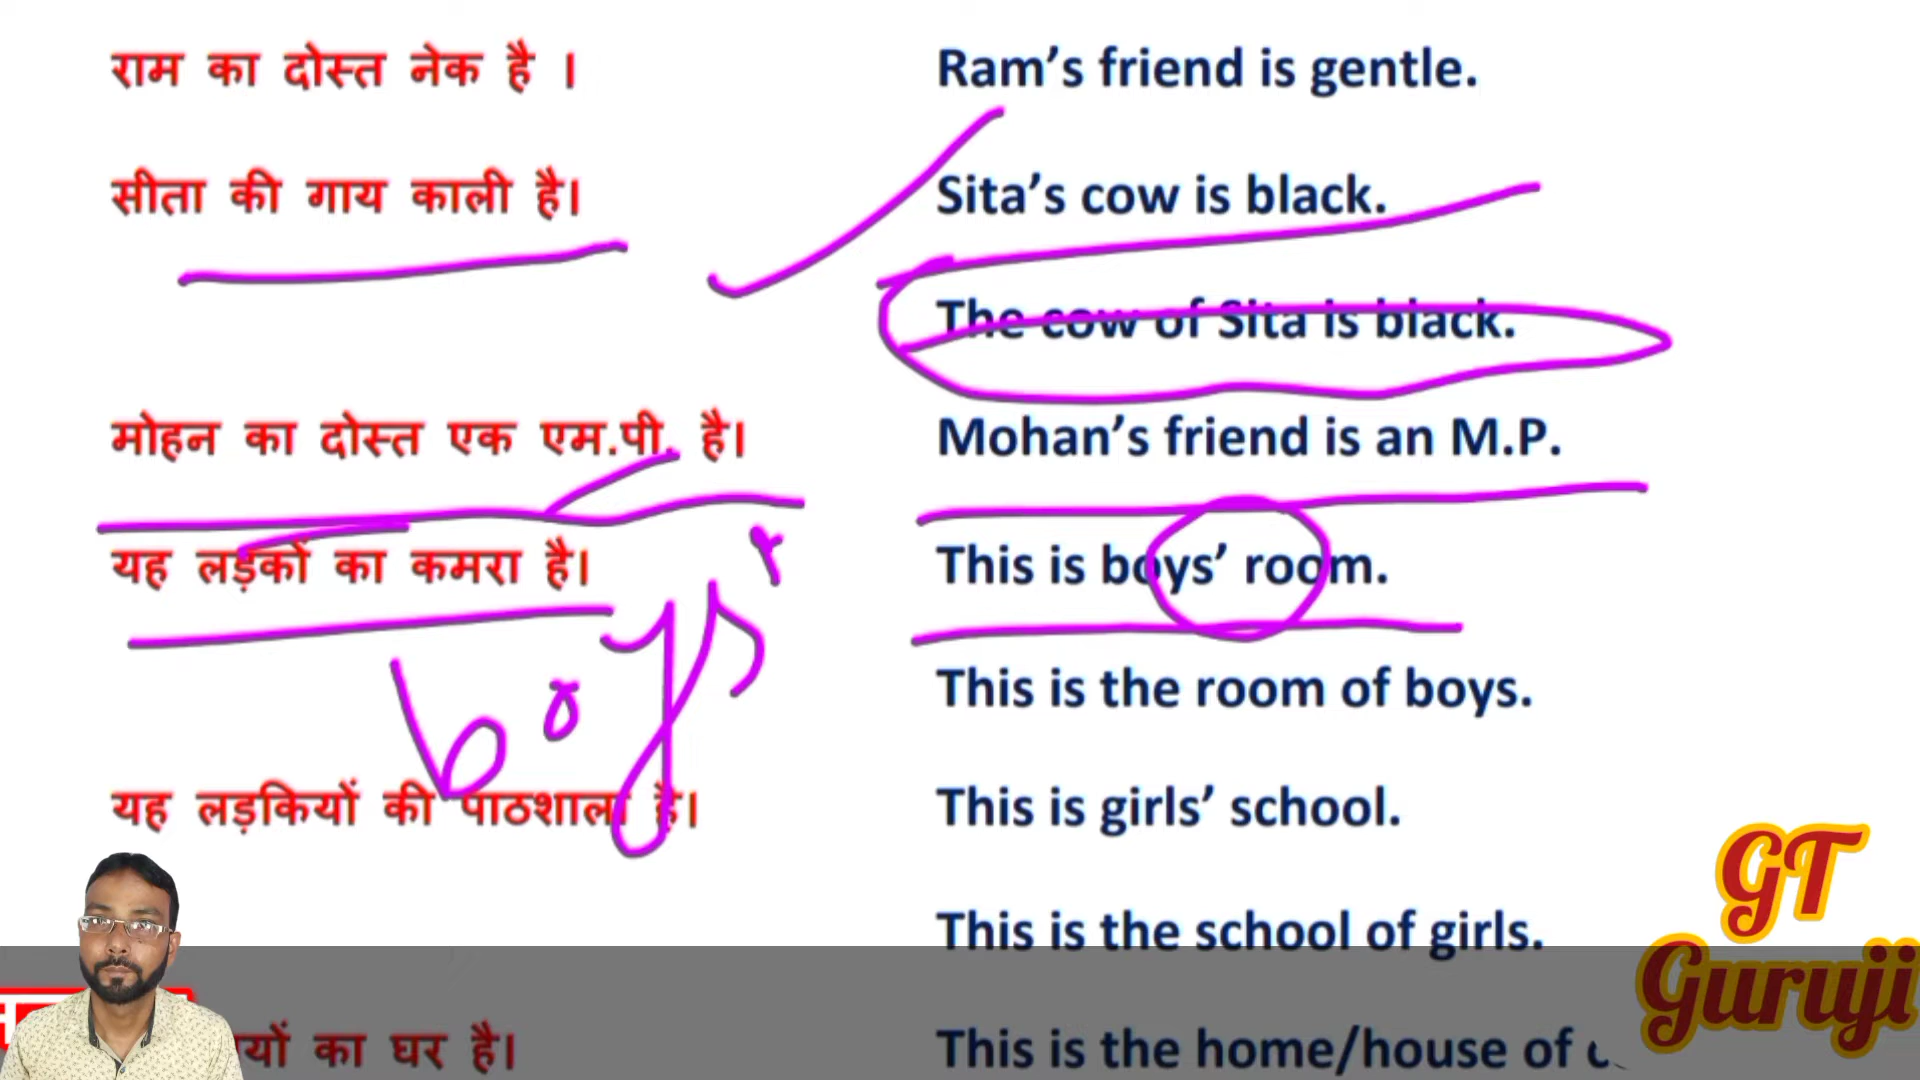 राम का दोस्त नेक है ।
Ram’s friend is gentle.
सीता की गाय काली है।
Sita’s cow is black.
The cow of Sita is black.
मोहन का दोस्त एक एम.पी. है।
Mohan’s friend is an M.P.
यह लड़कों का कमरा है।
This is boys’ room.
boys'
This is the room of boys.
यह लड़कियों की पाठशाला है।
This is girls’ school.
This is the school of girls.
का घर है।
This is the home/house of
GT
Guruji